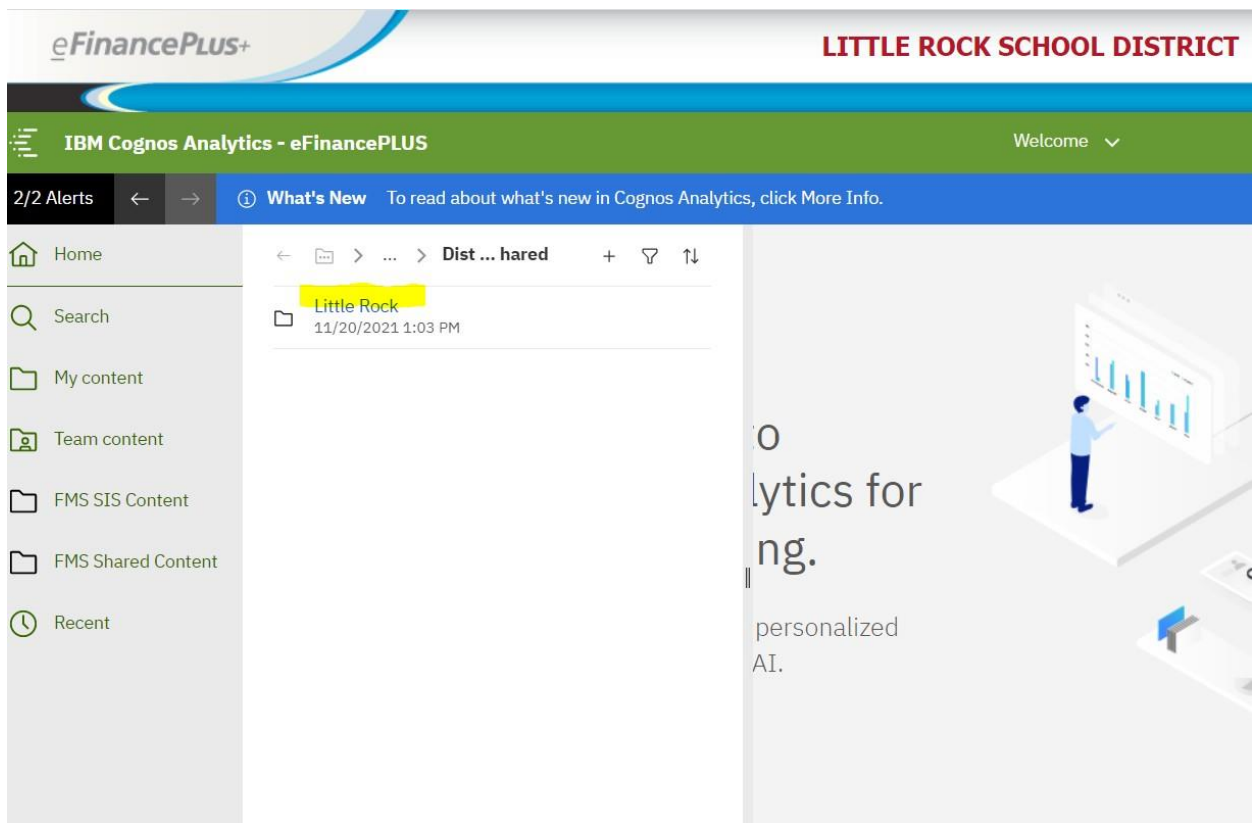 eFinancePLUS+
LITTLE ROCK SCHOOL DISTRICT
IBM Cognos Analytics - eFinancePLUS
Welcome
2/2 Alerts
What's New To read about what's new in Cognos Analytics, click More Info.
Home
Search
My content
Team content
FMS SIS Content
FMS Shared Content
Recent
... > Dist ... hared
Little Rock
11/20/2021 1:03 PM
:o
lytics for
ng.
personalized
AI.